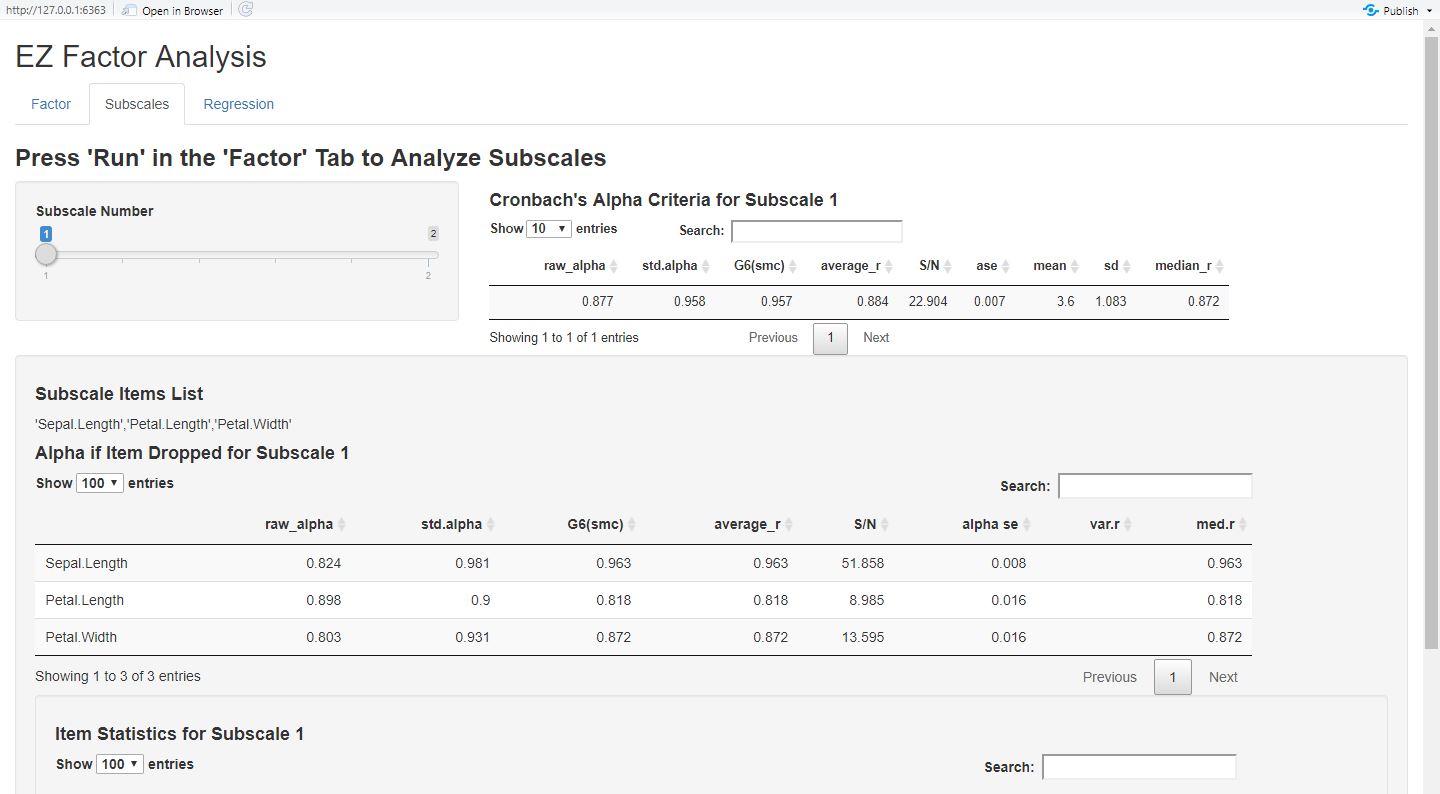 http://127.0.0.1:6363 Open in Browser Publish
EZ Factor Analysis
Factor Subscales Regression
Press 'Run' in the 'Factor' Tab to Analyze Subscales
Subscale Number
1 2
1 2
Cronbach's Alpha Criteria for Subscale 1
Show 10 entries Search:
raw_alpha std.alpha G6(smc) average_r S/N ase mean sd median_r
0.877 0.958 0.957 0.884 22.904 0.007 3.6 1.083 0.872
Showing 1 to 1 of 1 entries Previous 1 Next
Subscale Items List
'Sepal.Length','Petal.Length','Petal.Width'
Alpha if Item Dropped for Subscale 1
Show 100 entries Search:
raw_alpha std.alpha G6(smc) average_r S/N alpha se var.r med.r
Sepal.Length 0.824 0.981 0.963 0.963 51.858 0.008 0.963
Petal.Length 0.898 0.9 0.818 0.818 8.985 0.016 0.818
Petal.Width 0.803 0.931 0.872 0.872 13.595 0.016 0.872
Showing 1 to 3 of 3 entries Previous 1 Next
Item Statistics for Subscale 1
Show 100 entries Search: